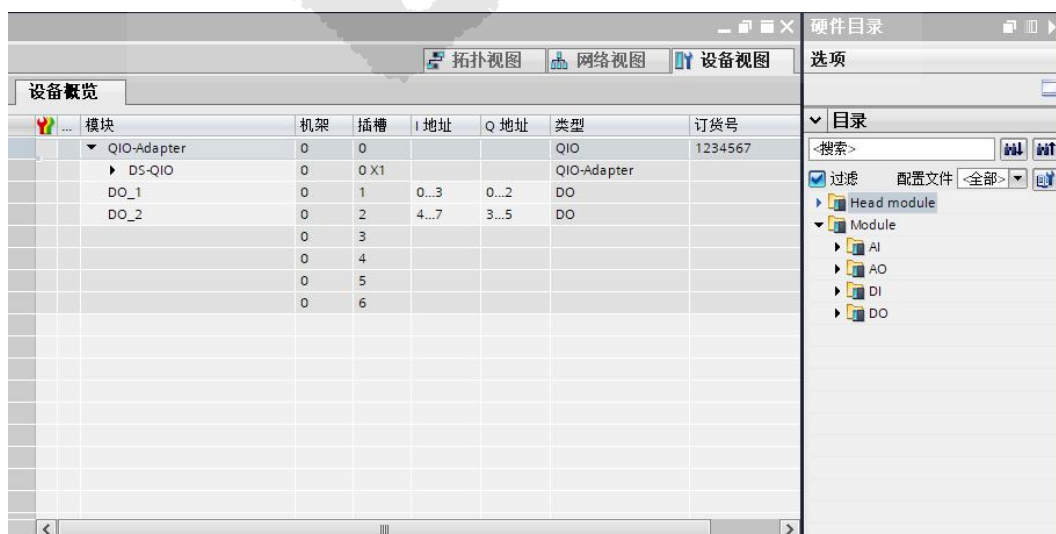 硬件目录
拓扑视图 网络视图 设备视图 选项
设备概览
... 模块 机架 插槽 I 地址 Q 地址 类型 订货号
QIO-Adapter 0 0 QIO 1234567
DS-QIO 0 0 X1 QIO-Adapter
DO_1 0 1 0...3 0...2 DO
DO_2 0 2 4...7 3...5 DO
0 3
0 4
0 5
0 6
目录
<搜索>
过滤 配置文件 <全部>
Head module
Module
AI
AO
DI
DO